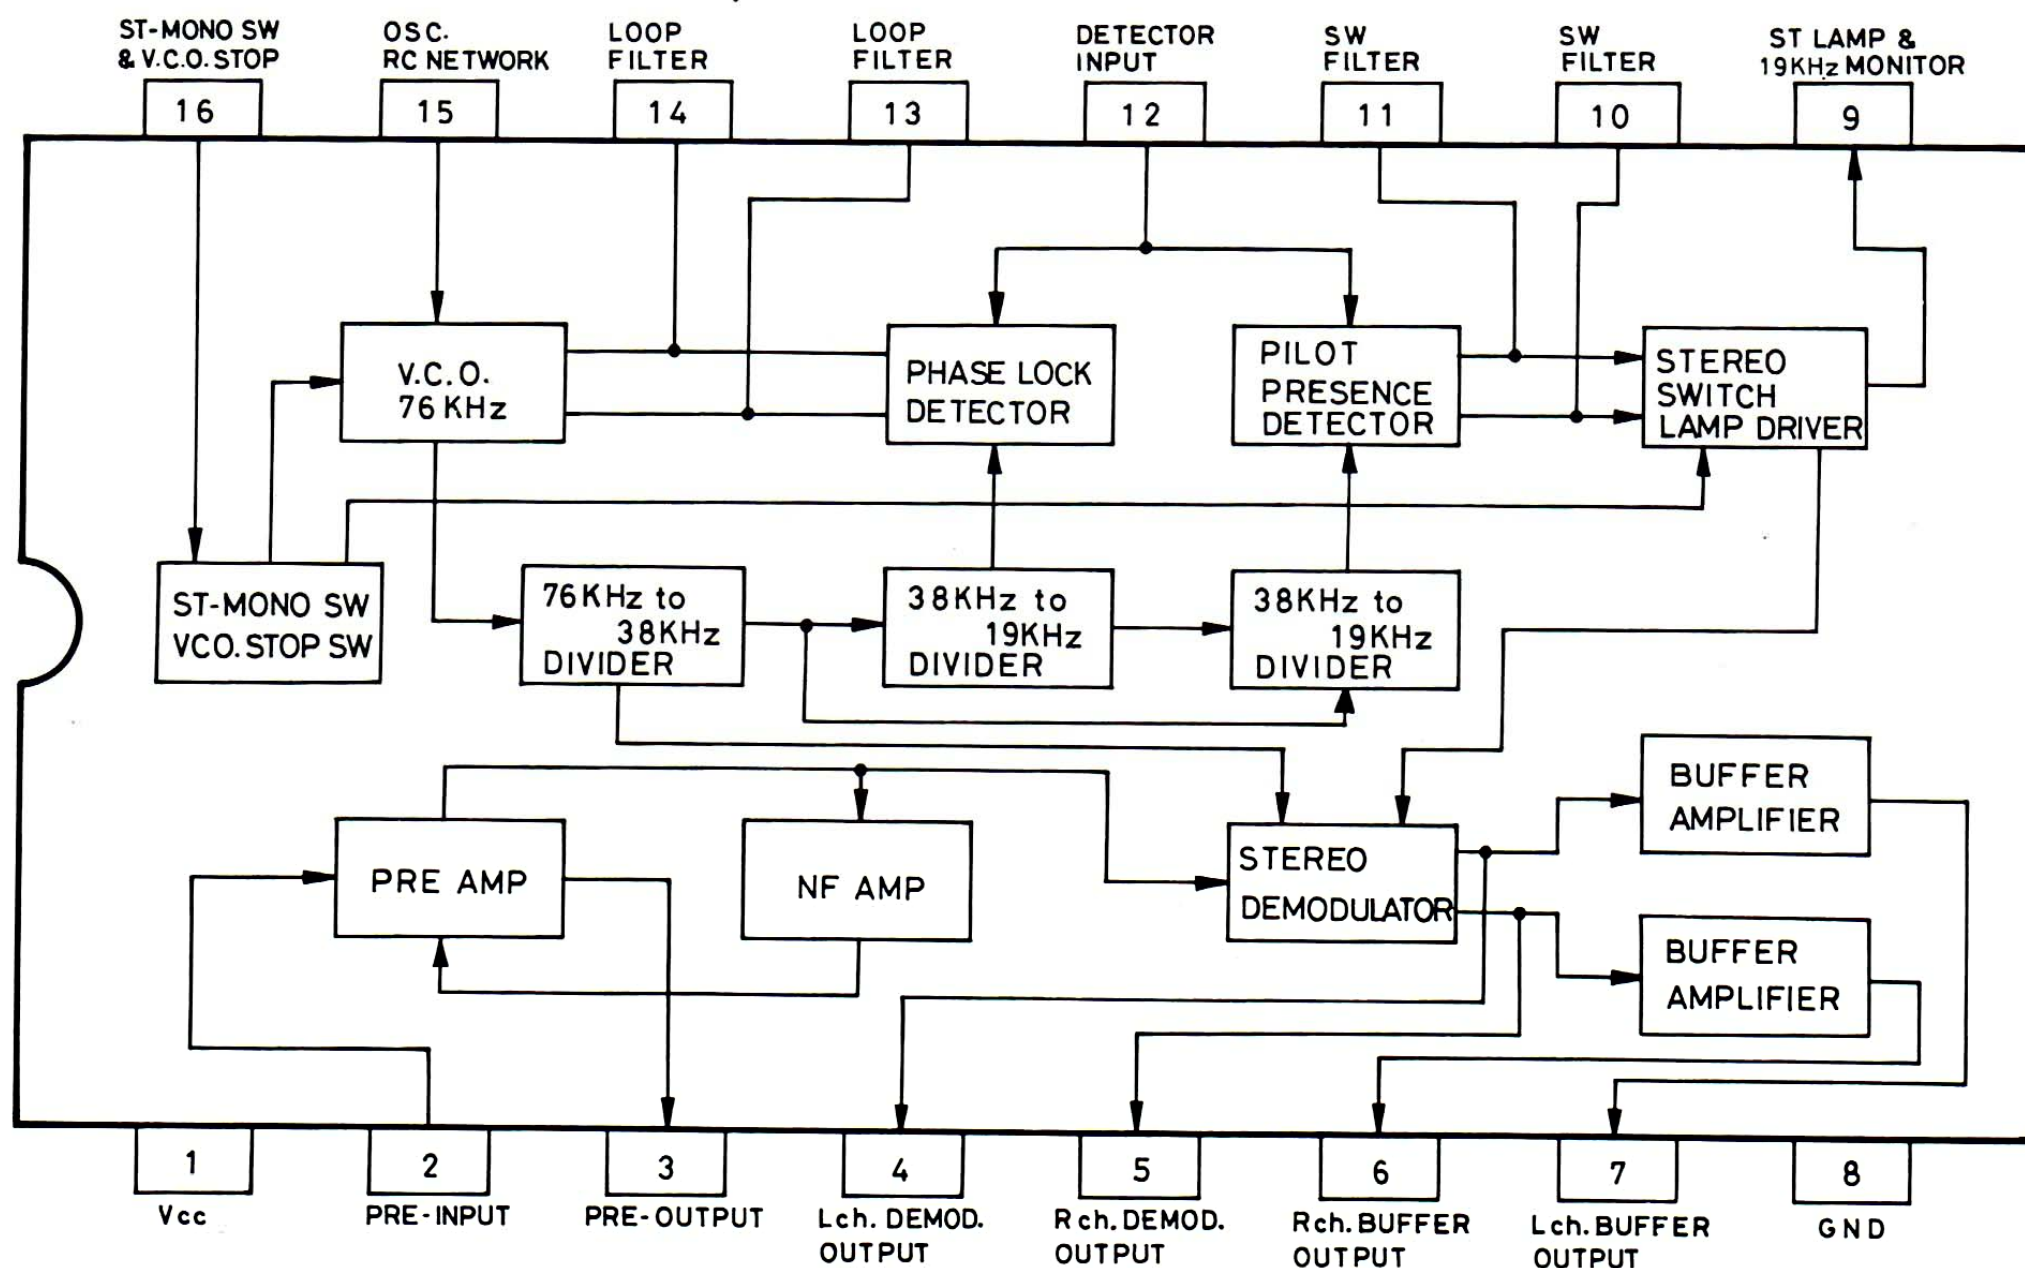 ST-MONO SW
& V.C.O. STOP
OSC.
RC NETWORK
LOOP
FILTER
LOOP
FILTER
DETECTOR
INPUT
SW
FILTER
SW
FILTER
ST LAMP &
19KHz MONITOR
16
15
14
13
12
11
10
9
V.C.O.
76 KHz
PHASE LOCK
DETECTOR
PILOT
PRESENCE
DETECTOR
STEREO
SWITCH
LAMP DRIVER
ST-MONO SW
VCO. STOP SW
76KHz to
38KHz
DIVIDER
38KHz to
19KHz
DIVIDER
38KHz to
19KHz
DIVIDER
PRE AMP
NF AMP
STEREO
DEMODULATOR
BUFFER
AMPLIFIER
BUFFER
AMPLIFIER
1
2
3
4
5
6
7
8
Vcc
PRE-INPUT
PRE-OUTPUT
Lch. DEMOD.
OUTPUT
Rch. DEMOD.
OUTPUT
Rch. BUFFER
OUTPUT
Lch. BUFFER
OUTPUT
GND